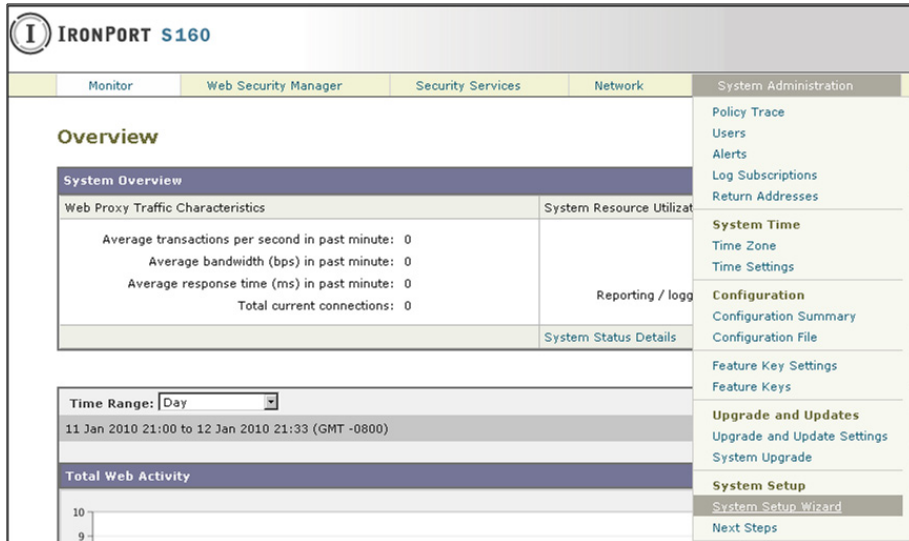 I IRONPORT S160
Monitor Web Security Manager Security Services Network System Administration
Overview
System Overview
Web Proxy Traffic Characteristics
Average transactions per second in past minute: 0
Average bandwidth (bps) in past minute: 0
Average response time (ms) in past minute: 0
Total current connections: 0
System Resource
Reporting /
System Status Details
Time Range: Day
11 Jan 2010 21:00 to 12 Jan 2010 21:33 (GMT -0800)
Total Web Activity
10
9
Policy Trace
Users
Alerts
Log Subscriptions
Return Addresses
System Time
Time Zone
Time Settings
Configuration
Configuration Summary
Configuration File
Feature Key Settings
Feature Keys
Upgrade and Updates
Upgrade and Update Settings
System Upgrade
System Setup
System Setup Wizard
Next Steps